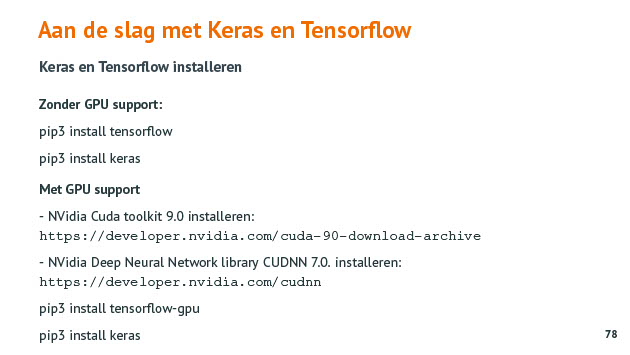 Aan de slag met Keras en Tensorflow
Keras en Tensorflow installeren
Zonder GPU support:
pip3 install tensorflow
pip3 install keras
Met GPU support
- NVidia Cuda toolkit 9.0 installeren:
https://developer.nvidia.com/cuda-90-download-archive
- NVidia Deep Neural Network library CUDNN 7.0. installeren:
https://developer.nvidia.com/cudnn
pip3 install tensorflow-gpu
pip3 install keras
78